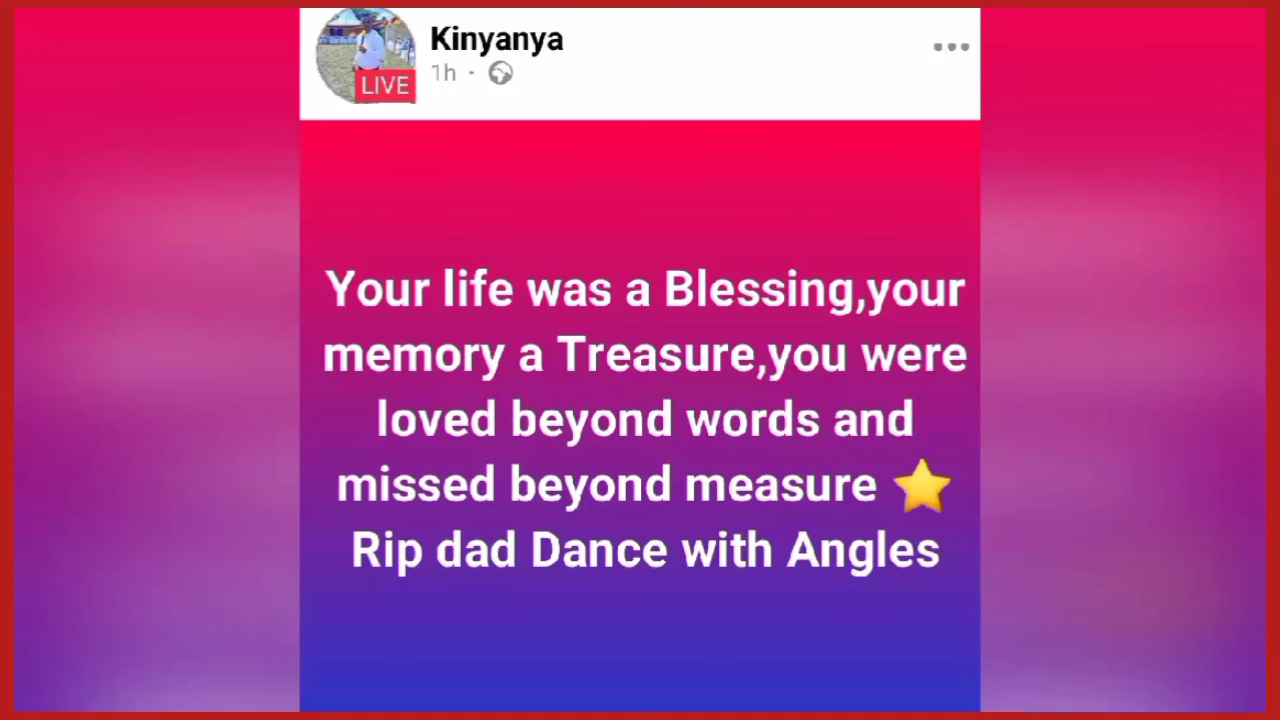 Kinyanya
1h ·
LIVE
Your life was a Blessing,your
memory a Treasure,you were
loved beyond words and
missed beyond measure ⭐
Rip dad Dance with Angles